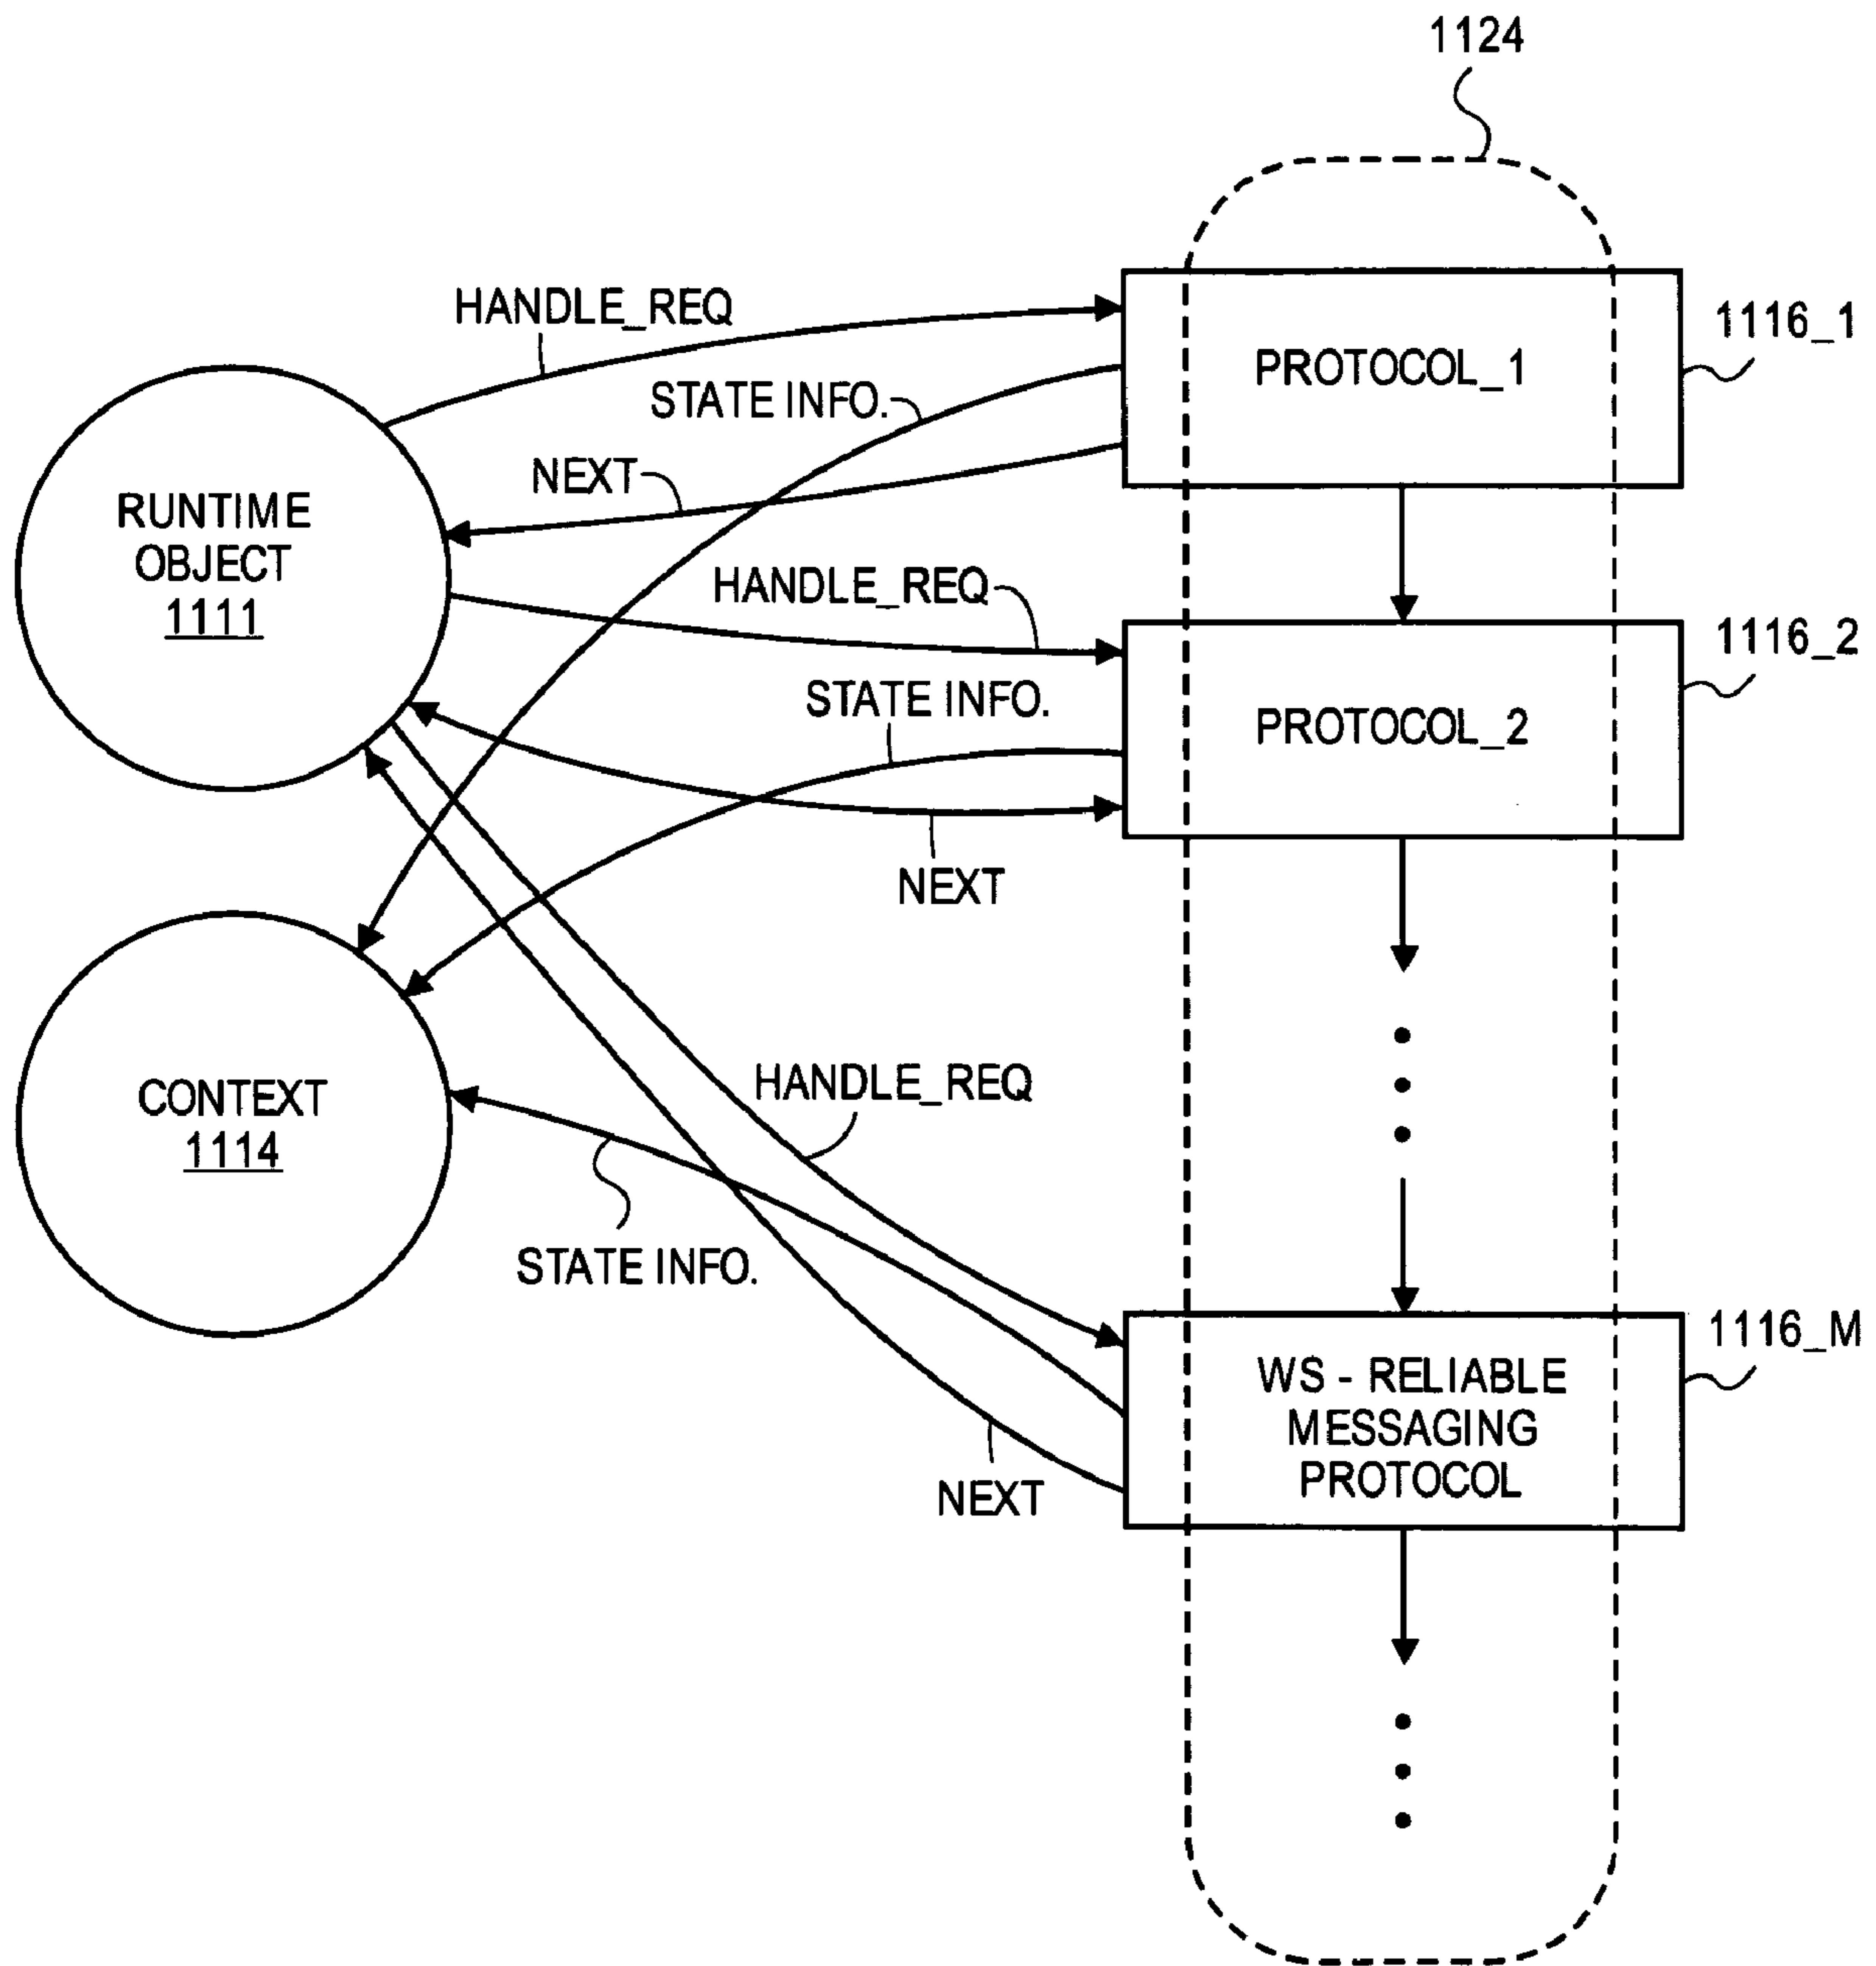 1124
HANDLE_REQ
1116_1
PROTOCOL_1
STATE INFO.
NEXT
RUNTIME
OBJECT
1111
HANDLE_REQ
1116_2
STATE INFO.
PROTOCOL_2
NEXT
HANDLE_REQ
CONTEXT
1114
STATE INFO.
1116_M
WS - RELIABLE
MESSAGING
PROTOCOL
NEXT